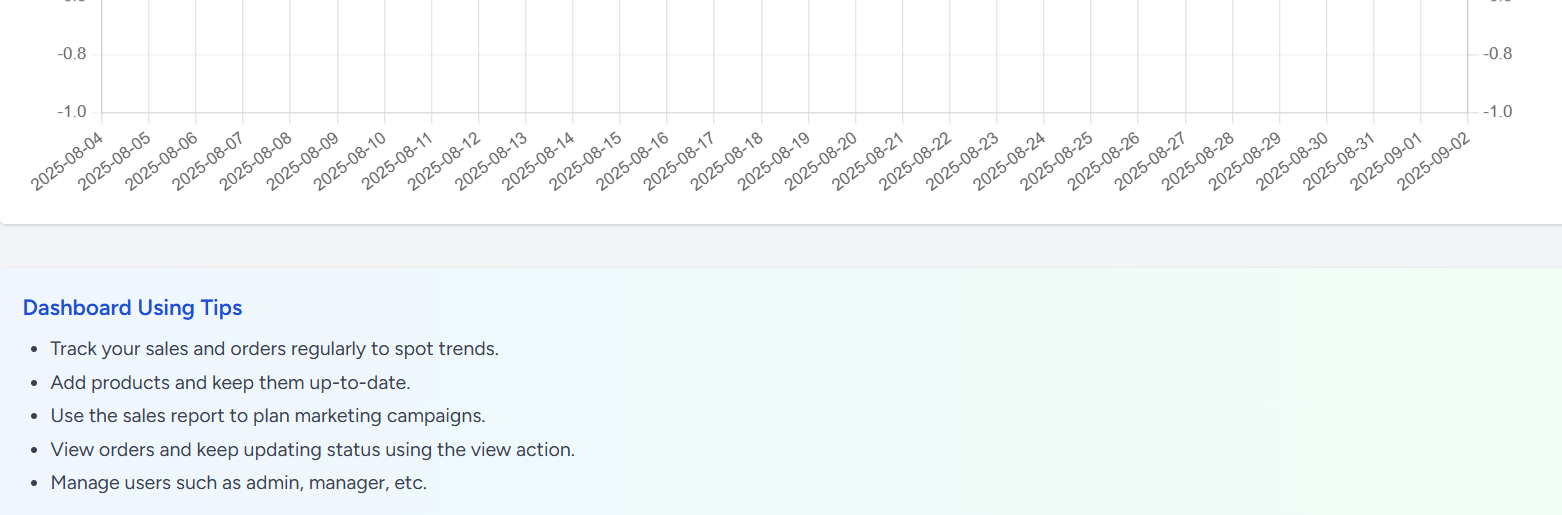 -0.8 -0.8
-1.0 -1.0
2025-08-04 2025-08-05 2025-08-06 2025-08-07 2025-08-08 2025-08-09 2025-08-10 2025-08-11 2025-08-12 2025-08-13 2025-08-14 2025-08-15 2025-08-16 2025-08-17 2025-08-18 2025-08-19 2025-08-20 2025-08-21 2025-08-22 2025-08-23 2025-08-24 2025-08-25 2025-08-26 2025-08-27 2025-08-28 2025-08-29 2025-08-30 2025-08-31 2025-09-01 2025-09-02
Dashboard Using Tips
• Track your sales and orders regularly to spot trends.
• Add products and keep them up-to-date.
• Use the sales report to plan marketing campaigns.
• View orders and keep updating status using the view action.
• Manage users such as admin, manager, etc.